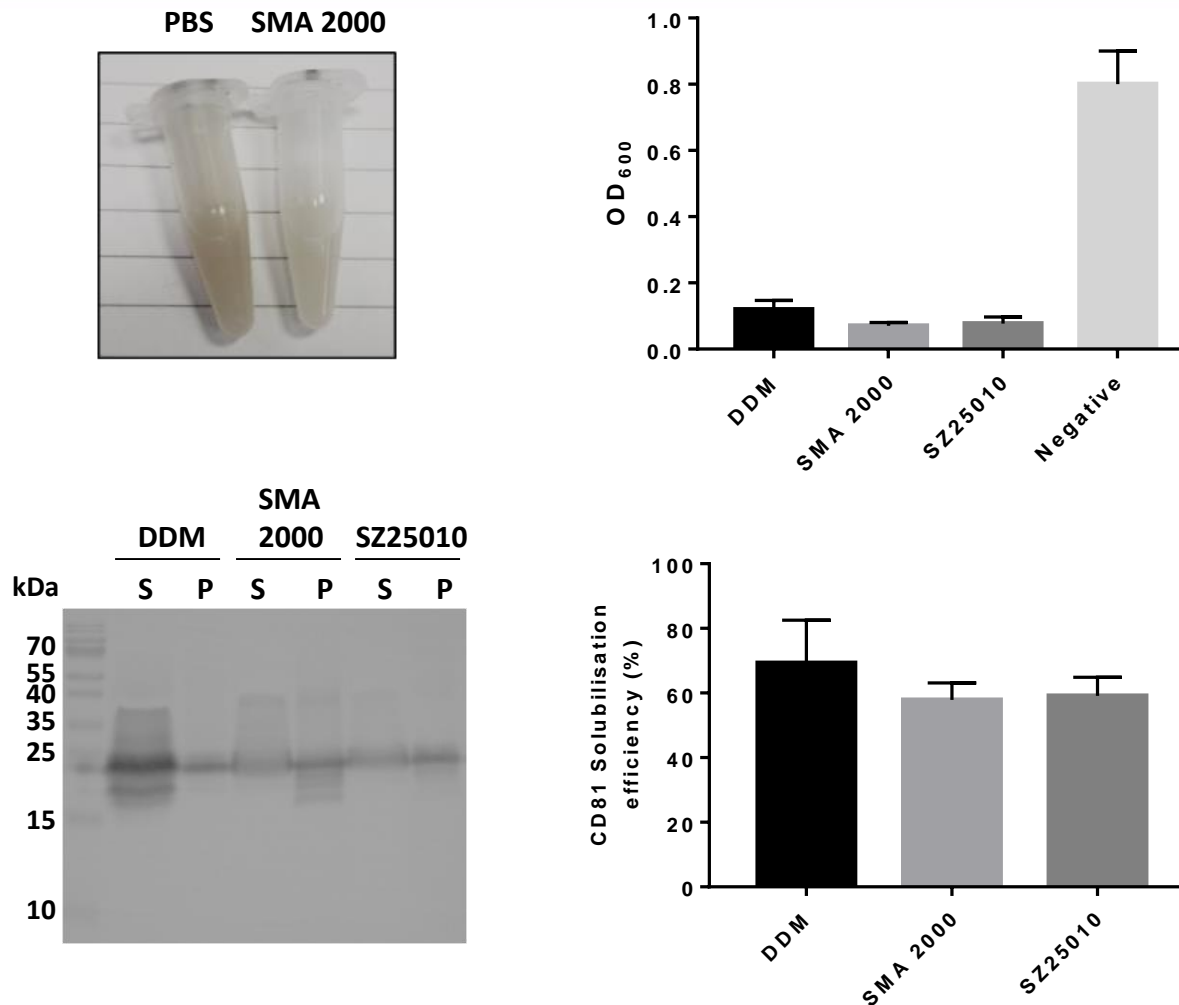 PBS SMA 2000
1.0
0.8
0.6
0.4
0.2
0.0
OD600
DDM
SMA 2000
SZ25010
Negative
SMA
DDM 2000 SZ25010
kDa S P S P S P
70
55
40
35
25
15
10
80
60
40
20
0
CD81 Solubilisation
efficiency (%)
DDM
SMA 2000
SZ25010